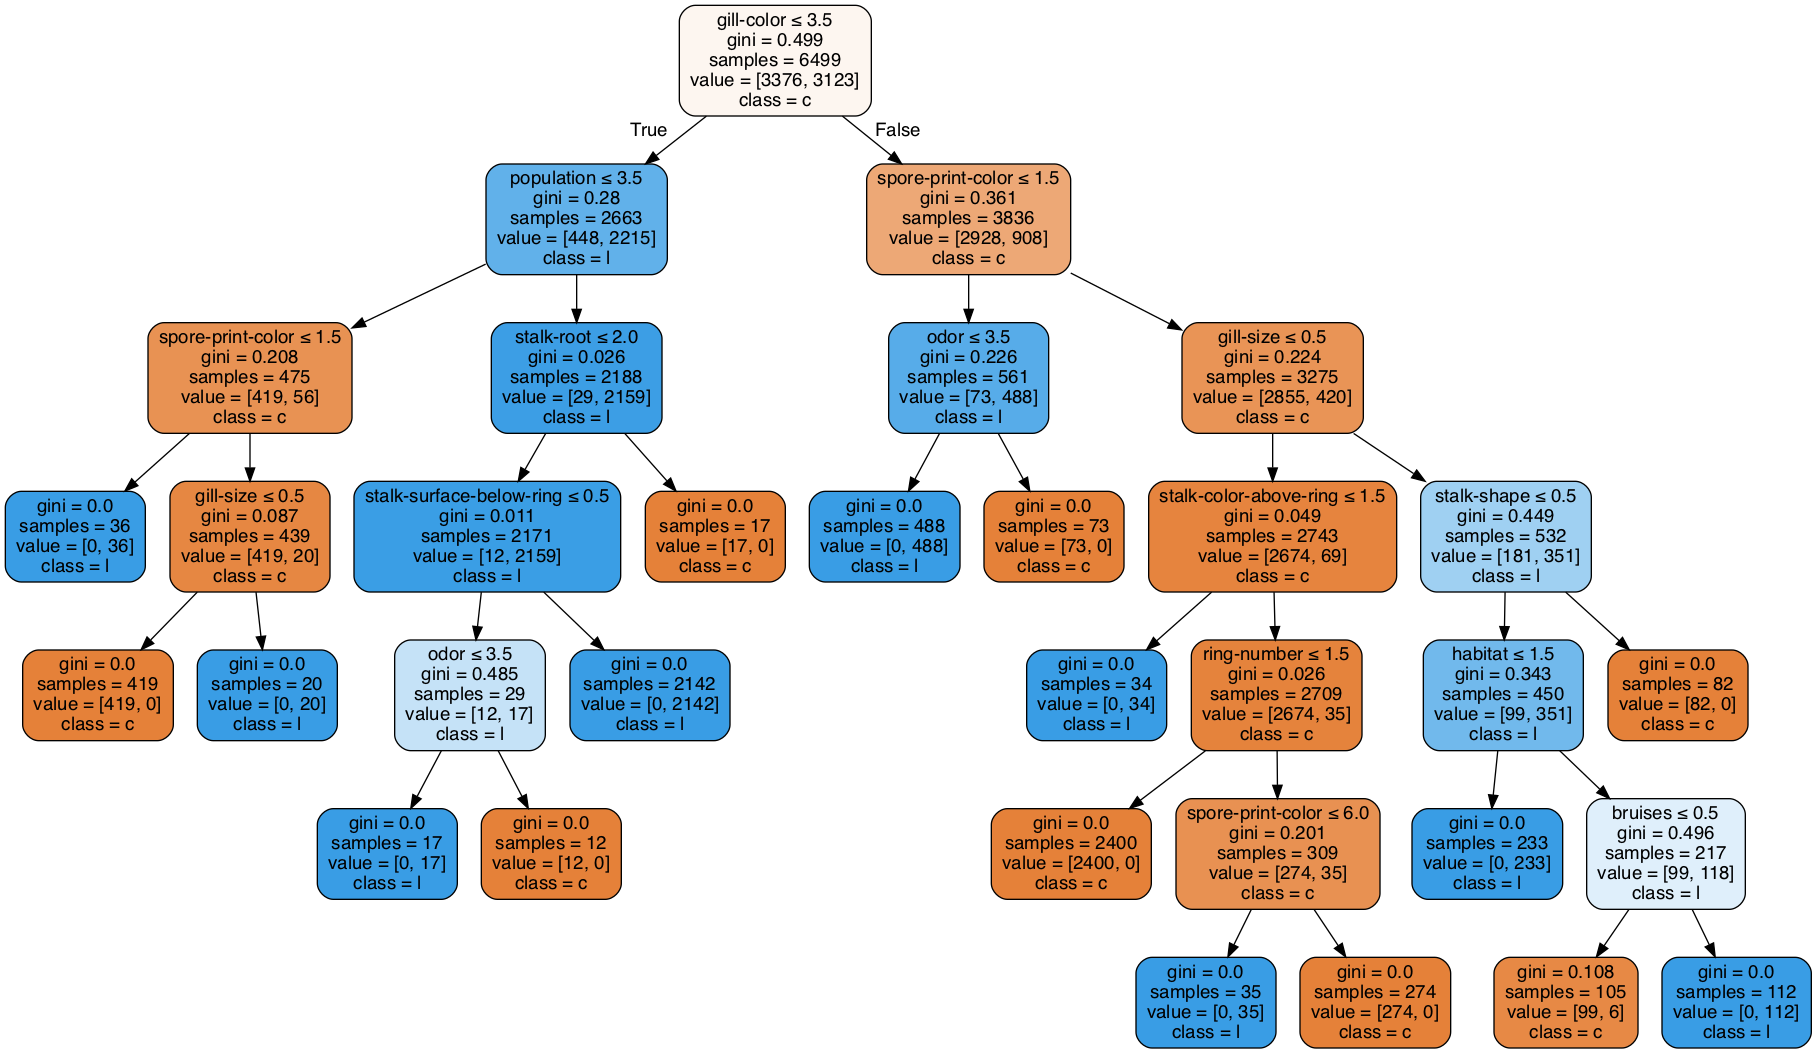 gill-color ≤ 3.5
gini = 0.499
samples = 6499
value = [3376, 3123]
class = c
True
False
population ≤ 3.5
gini = 0.28
samples = 2663
value = [448, 2215]
class = l
spore-print-color ≤ 1.5
gini = 0.361
samples = 3836
value = [2928, 908]
class = c
spore-print-color ≤ 1.5
gini = 0.208
samples = 475
value = [419, 56]
class = c
stalk-root ≤ 2.0
gini = 0.026
samples = 2188
value = [29, 2159]
class = l
odor ≤ 3.5
gini = 0.226
samples = 561
value = [73, 488]
class = l
gill-size ≤ 0.5
gini = 0.224
samples = 3275
value = [2855, 420]
class = c
gini = 0.0
samples = 36
value = [0, 36]
class = l
gill-size ≤ 0.5
gini = 0.087
samples = 439
value = [419, 20]
class = c
stalk-surface-below-ring ≤ 0.5
gini = 0.011
samples = 2171
value = [12, 2159]
class = l
gini = 0.0
samples = 17
value = [17, 0]
class = c
gini = 0.0
samples = 488
value = [0, 488]
class = l
gini = 0.0
samples = 73
value = [73, 0]
class = c
stalk-color-above-ring ≤ 1.5
gini = 0.049
samples = 2743
value = [2674, 69]
class = c
stalk-shape ≤ 0.5
gini = 0.449
samples = 532
value = [181, 351]
class = l
gini = 0.0
samples = 419
value = [419, 0]
class = c
gini = 0.0
samples = 20
value = [0, 20]
class = l
odor ≤ 3.5
gini = 0.485
samples = 29
value = [12, 17]
class = l
gini = 0.0
samples = 2142
value = [0, 2142]
class = l
gini = 0.0
samples = 34
value = [0, 34]
class = l
ring-number ≤ 1.5
gini = 0.026
samples = 2709
value = [2674, 35]
class = c
habitat ≤ 1.5
gini = 0.343
samples = 450
value = [99, 351]
class = l
gini = 0.0
samples = 82
value = [82, 0]
class = c
gini = 0.0
samples = 17
value = [0, 17]
class = l
gini = 0.0
samples = 12
value = [12, 0]
class = c
gini = 0.0
samples = 2400
value = [2400, 0]
class = c
spore-print-color ≤ 6.0
gini = 0.201
samples = 309
value = [274, 35]
class = c
gini = 0.0
samples = 233
value = [0, 233]
class = l
bruises ≤ 0.5
gini = 0.496
samples = 217
value = [99, 118]
class = l
gini = 0.0
samples = 35
value = [0, 35]
class = l
gini = 0.0
samples = 274
value = [274, 0]
class = c
gini = 0.108
samples = 105
value = [99, 6]
class = c
gini = 0.0
samples = 112
value = [0, 112]
class = l